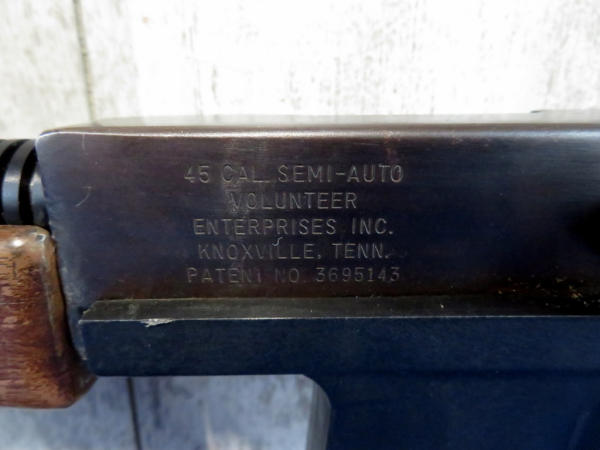 45 CAL. SEMI-AUTO
VOLUNTEER
ENTERPRISES INC.
KNOXVILLE, TENN.
PATENT NO. 3695143